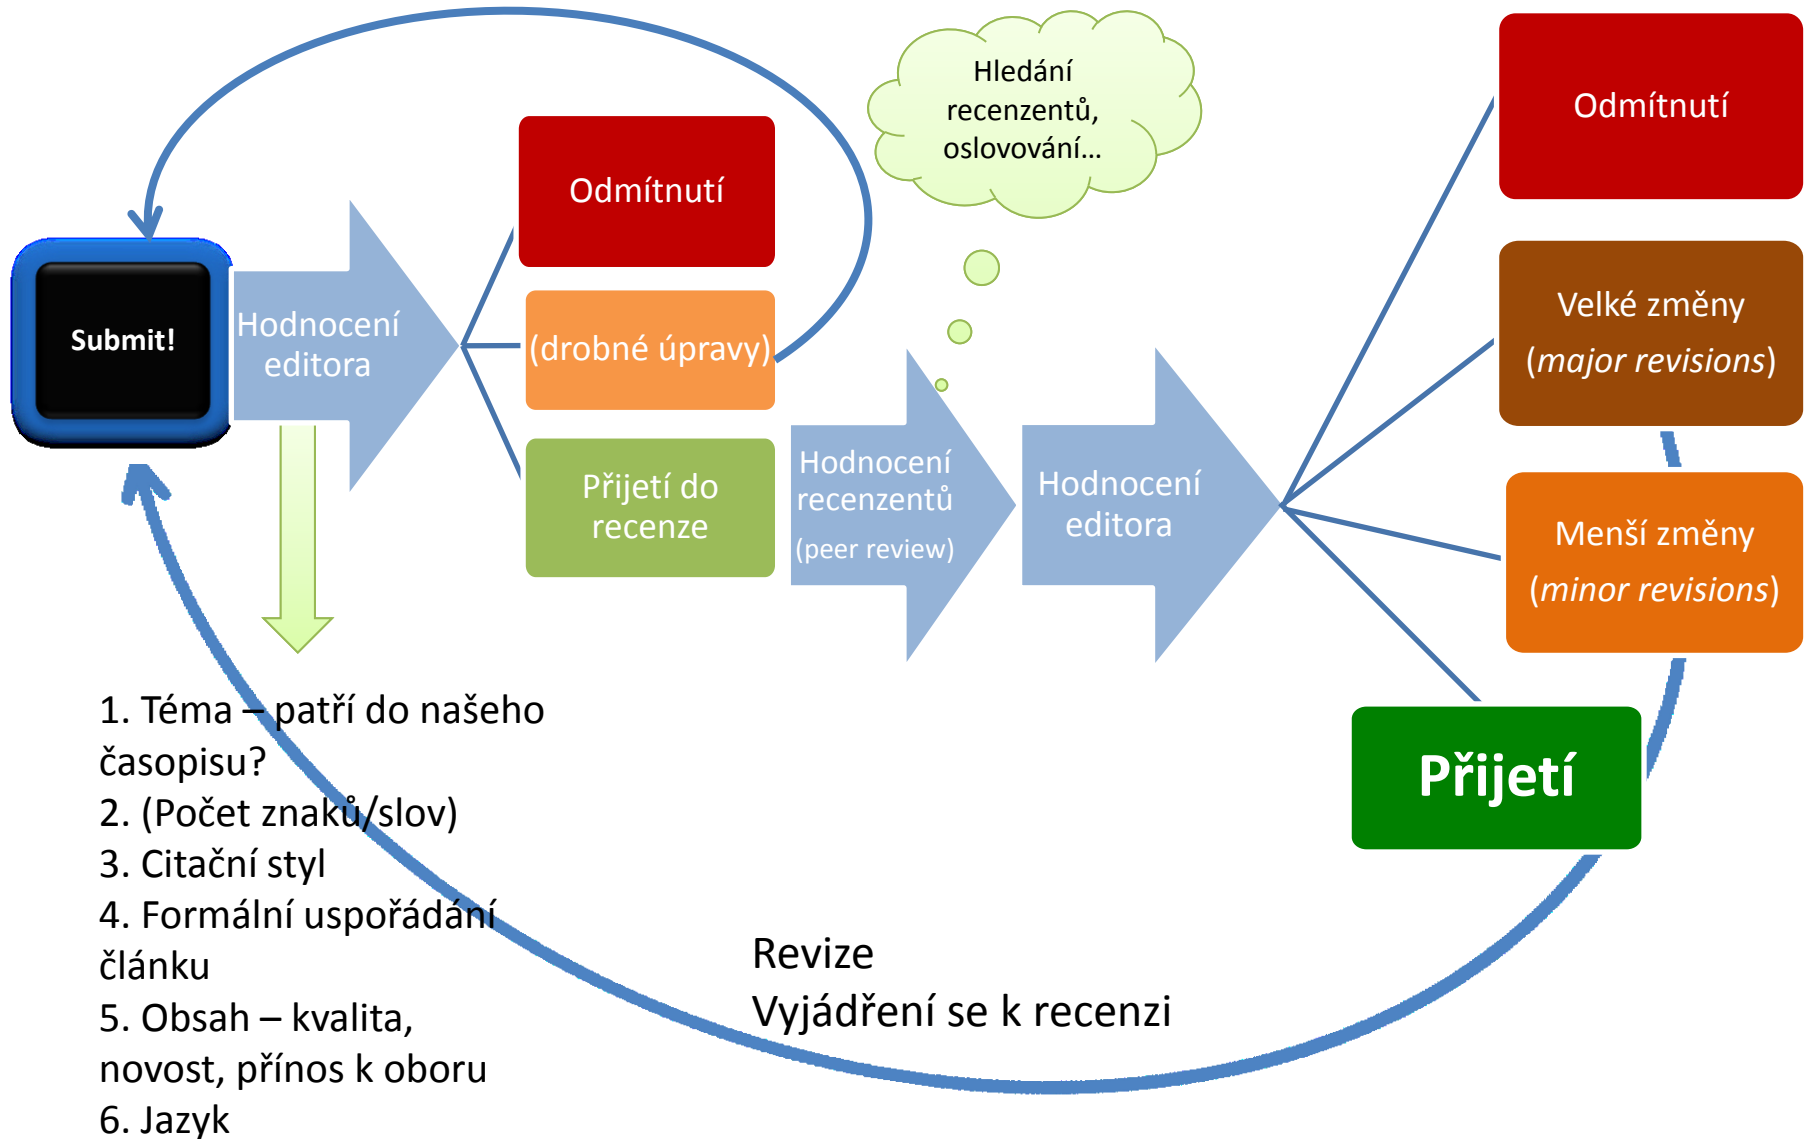 Submit!
Hodnocení
editora
Odmítnutí
(drobné úpravy)
Přijetí do
recenze
Hledání
recenzentů,
oslovování…
Hodnocení
recenzentů
(peer review)
Hodnocení
editora
Odmítnutí
Velké změny
(major revisions)
Menší změny
(minor revisions)
Přijetí
1. Téma – patří do našeho
časopisu?
2. (Počet znaků/slov)
3. Citační styl
4. Formální uspořádání
článku
5. Obsah – kvalita,
novost, přínos k oboru
6. Jazyk
Revize
Vyjádření se k recenzi